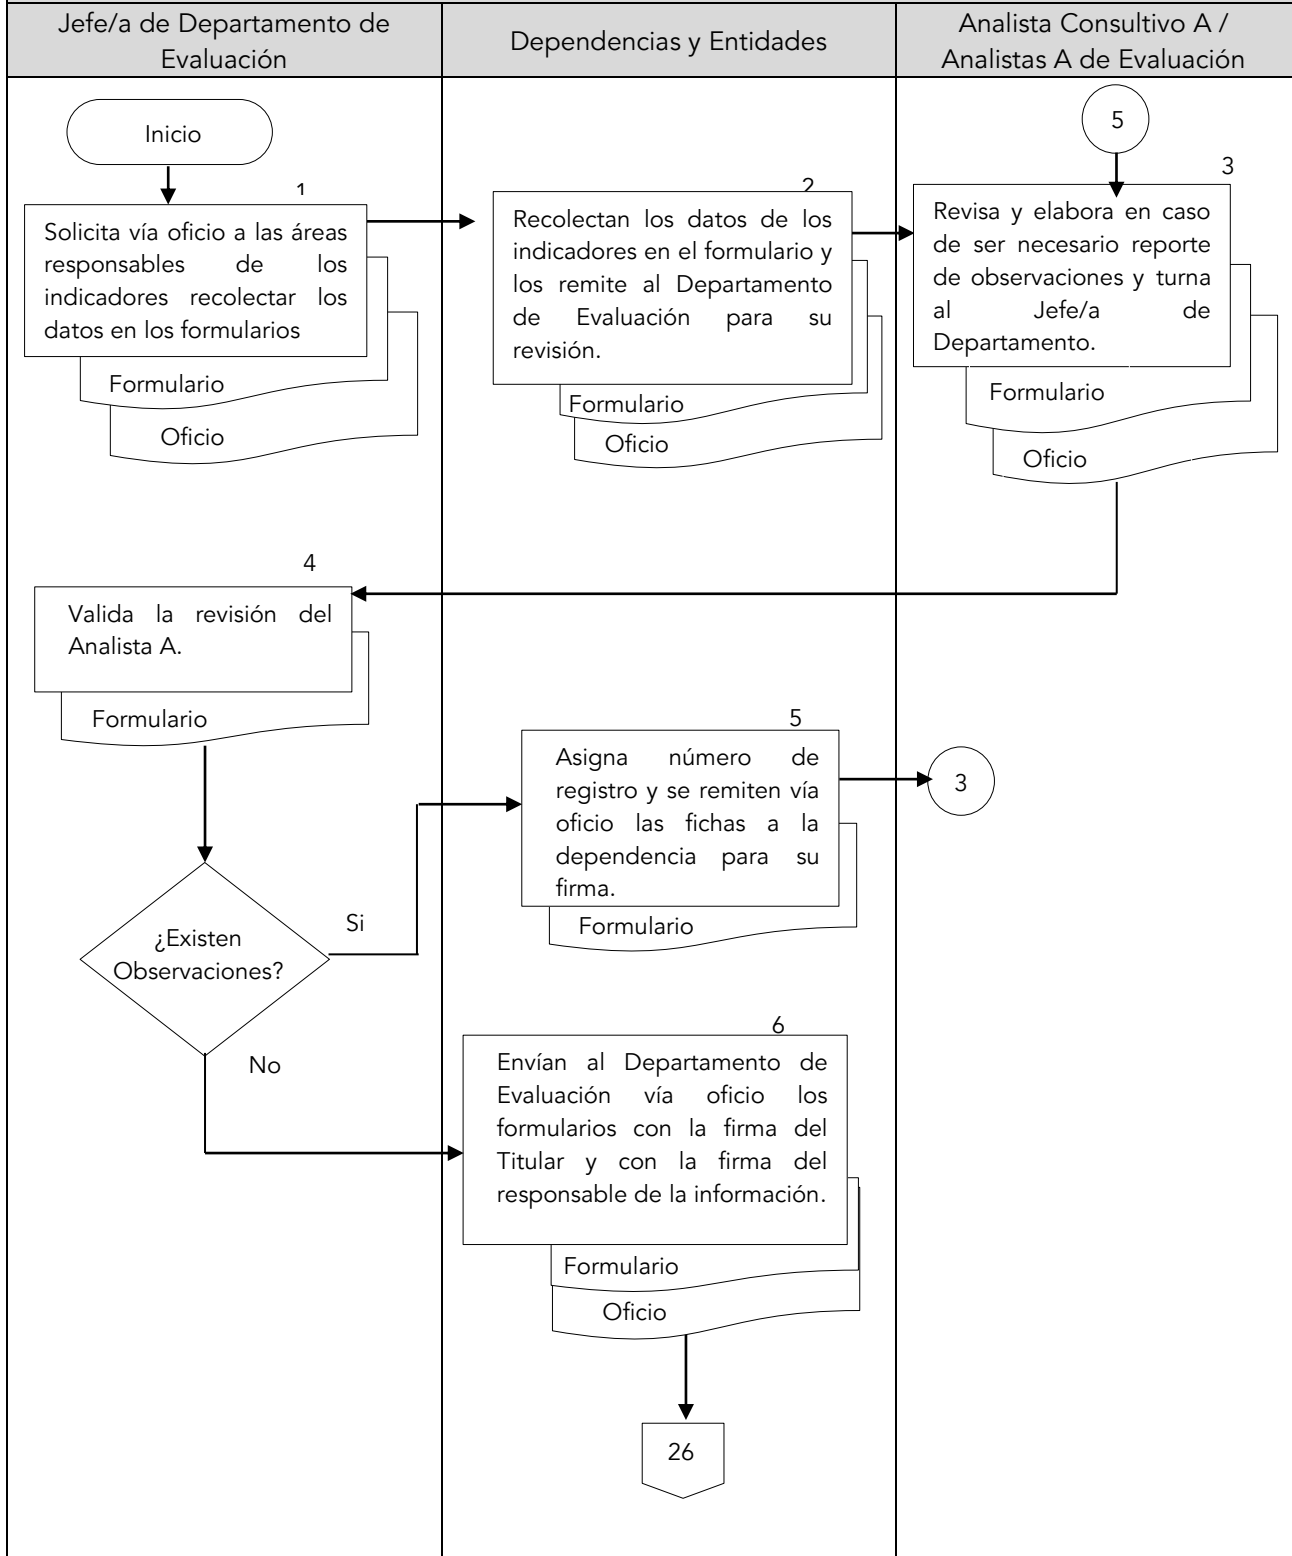 Jefe/a de Departamento de
Evaluación
Dependencias y Entidades
Analista Consultivo A /
Analistas A de Evaluación
Inicio
1
Solicita vía oficio a las áreas
responsables de los
indicadores recolectar los
datos en los formularios
Formulario
Oficio
2
Recolectan los datos de los
indicadores en el formulario y
los remite al Departamento
de Evaluación para su
revisión.
Formulario
Oficio
5
3
Revisa y elabora en caso
de ser necesario reporte
de observaciones y turna
al Jefe/a de
Departamento.
Formulario
Oficio
4
Valida la revisión del
Analista A.
Formulario
5
Asigna número de
registro y se remiten vía
oficio las fichas a la
dependencia para su
firma.
Formulario
3
¿Existen
Observaciones?
Si
No
6
Envían al Departamento de
Evaluación vía oficio los
formularios con la firma del
Titular y con la firma del
responsable de la información.
Formulario
Oficio
26